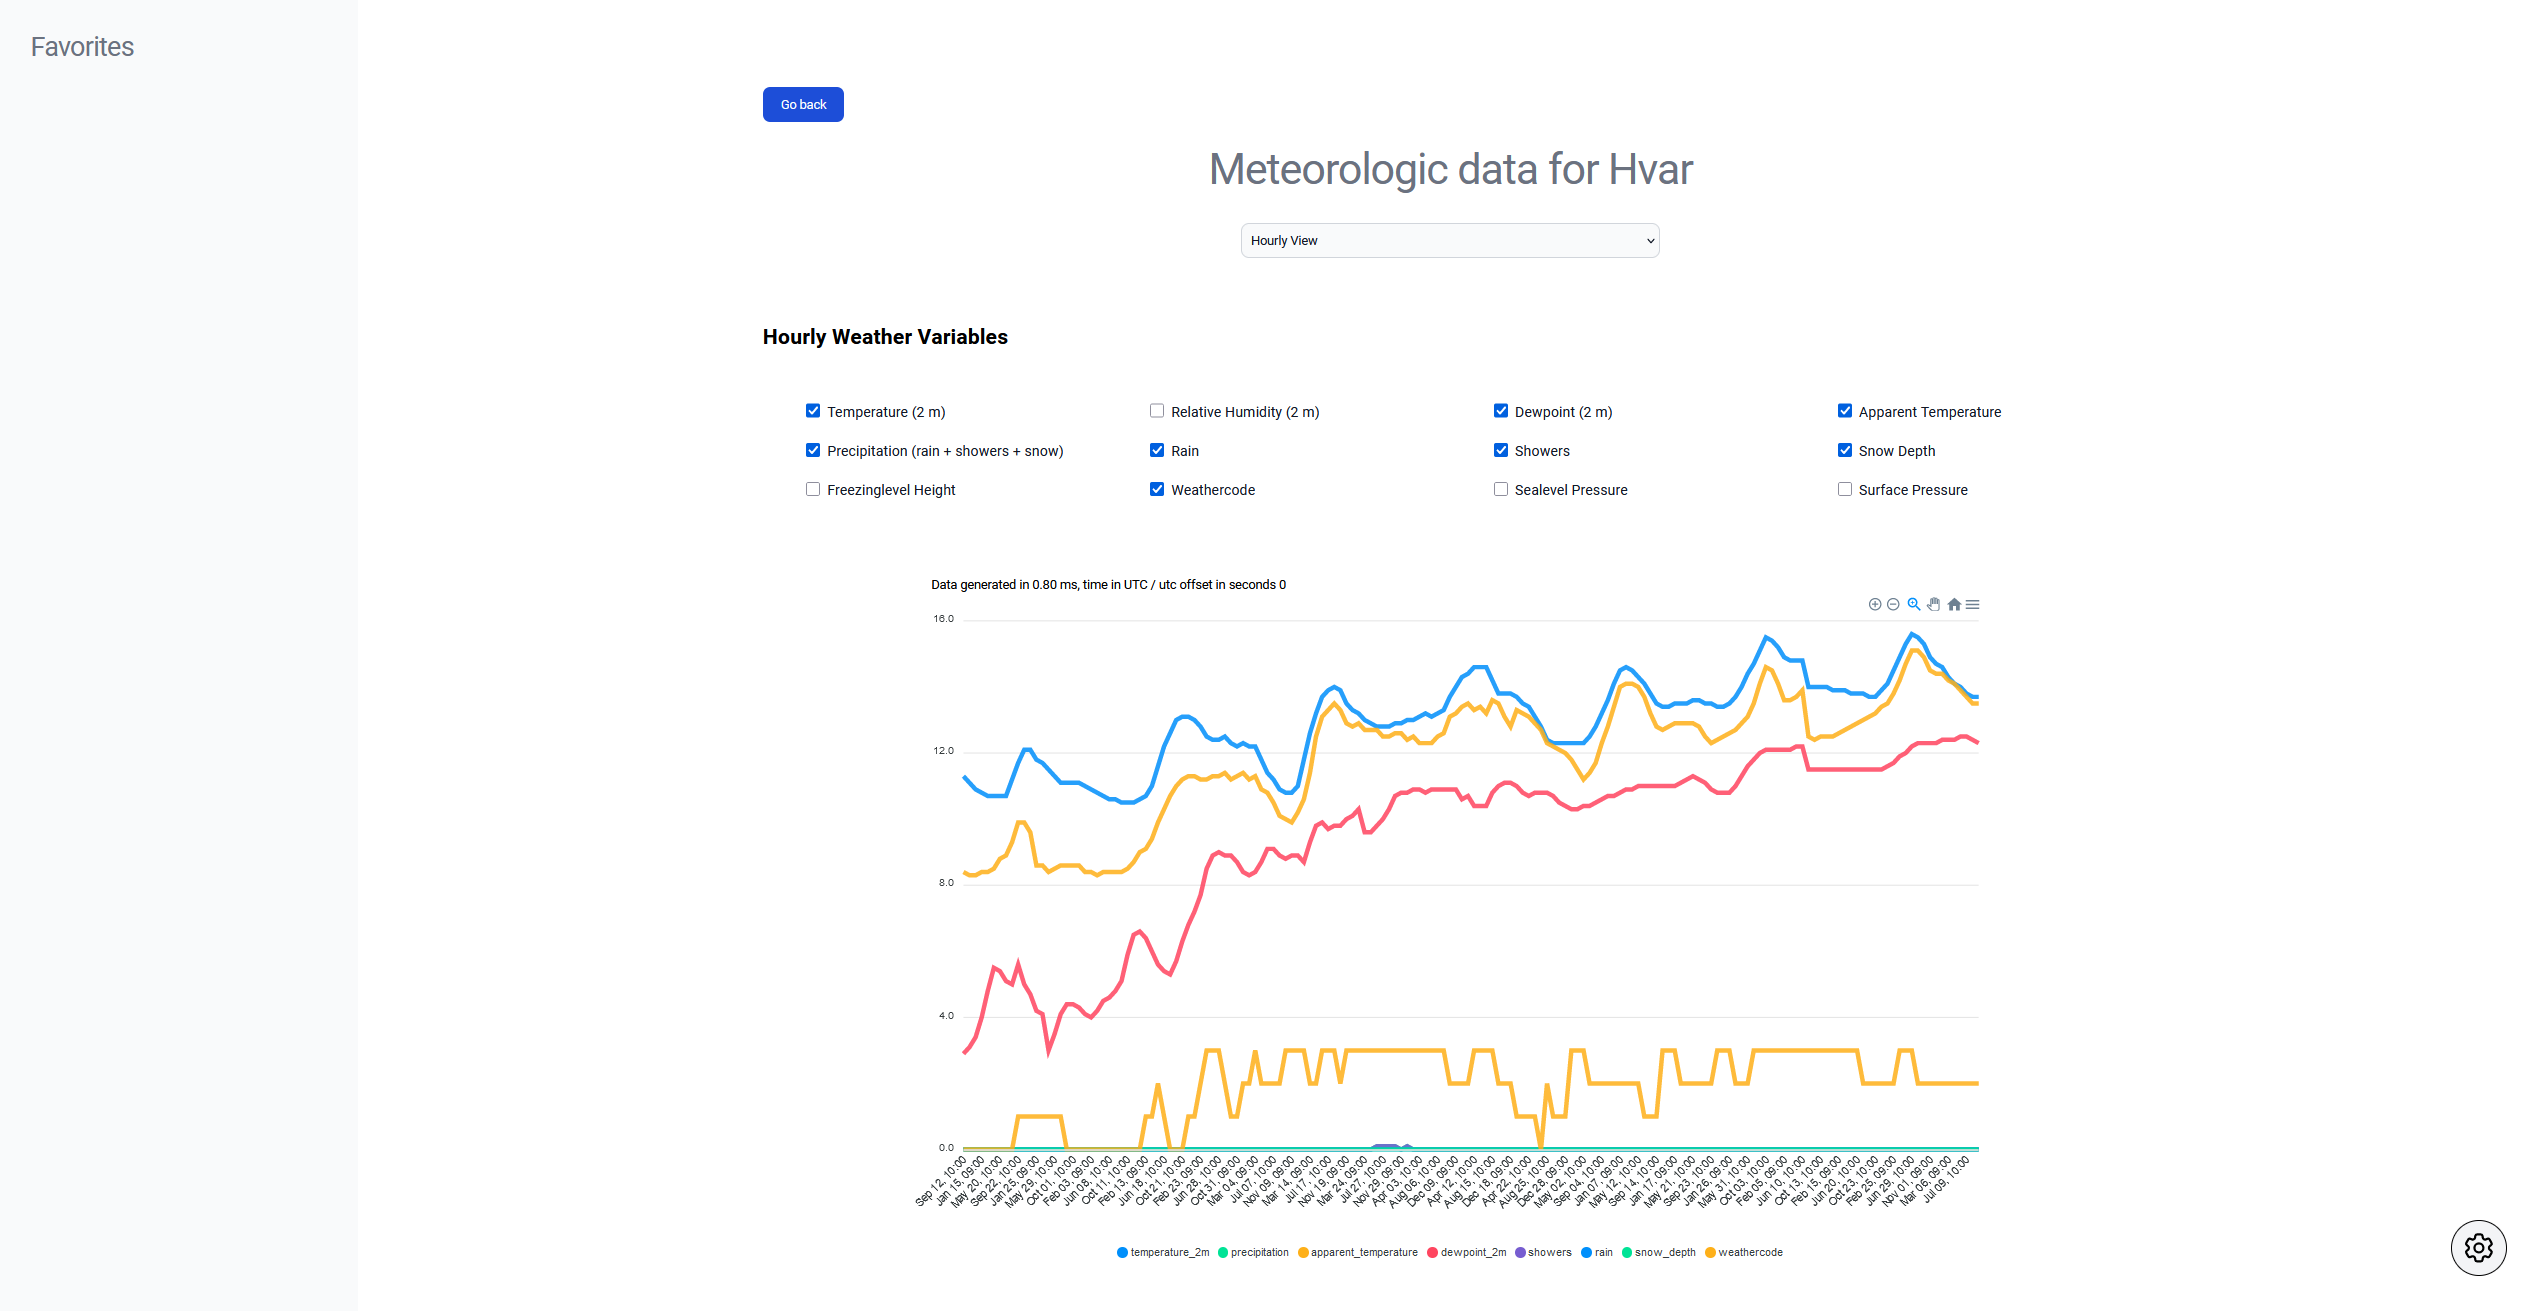 Favorites
Go back
Meteorologic data for Hvar
Hourly View
Hourly Weather Variables
Temperature (2 m) Relative Humidity (2 m) Dewpoint (2 m) Apparent Temperature
Precipitation (rain + showers + snow) Rain Showers Snow Depth
Freezinglevel Height Weathercode Sealevel Pressure Surface Pressure
Data generated in 0.80 ms, time in UTC / utc offset in seconds 0
16.0
12.0
8.0
4.0
0.0
Sep 12, 10:00
Jan 15, 09:00
May 20, 10:00
Sep 22, 10:00
Jan 25, 09:00
May 29, 10:00
Oct 01, 10:00
Feb 03, 09:00
Jun 08, 10:00
Oct 11, 10:00
Feb 13, 09:00
Jun 18, 10:00
Oct 21, 10:00
Feb 23, 09:00
Jun 28, 10:00
Oct 31, 09:00
Mar 04, 09:00
Jul 07, 10:00
Nov 09, 09:00
Mar 14, 09:00
Jul 17, 10:00
Nov 19, 09:00
Mar 24, 09:00
Jul 27, 10:00
Nov 29, 09:00
Apr 03, 10:00
Aug 06, 10:00
Dec 09, 09:00
Apr 12, 10:00
Aug 15, 10:00
Dec 18, 09:00
Apr 22, 10:00
Aug 25, 10:00
Dec 28, 09:00
May 02, 10:00
Sep 04, 10:00
Jan 07, 09:00
May 12, 10:00
Sep 14, 10:00
Jan 17, 09:00
May 21, 10:00
Sep 23, 10:00
Jan 26, 09:00
May 31, 10:00
Oct 03, 10:00
Feb 05, 09:00
Jun 10, 10:00
Oct 13, 10:00
Feb 15, 09:00
Jun 20, 10:00
Oct 23, 10:00
Feb 25, 09:00
Jun 29, 10:00
Nov 01, 09:00
Mar 06, 09:00
Jul 09, 10:00
temperature_2m precipitation apparent_temperature dewpoint_2m showers rain snow_depth weathercode